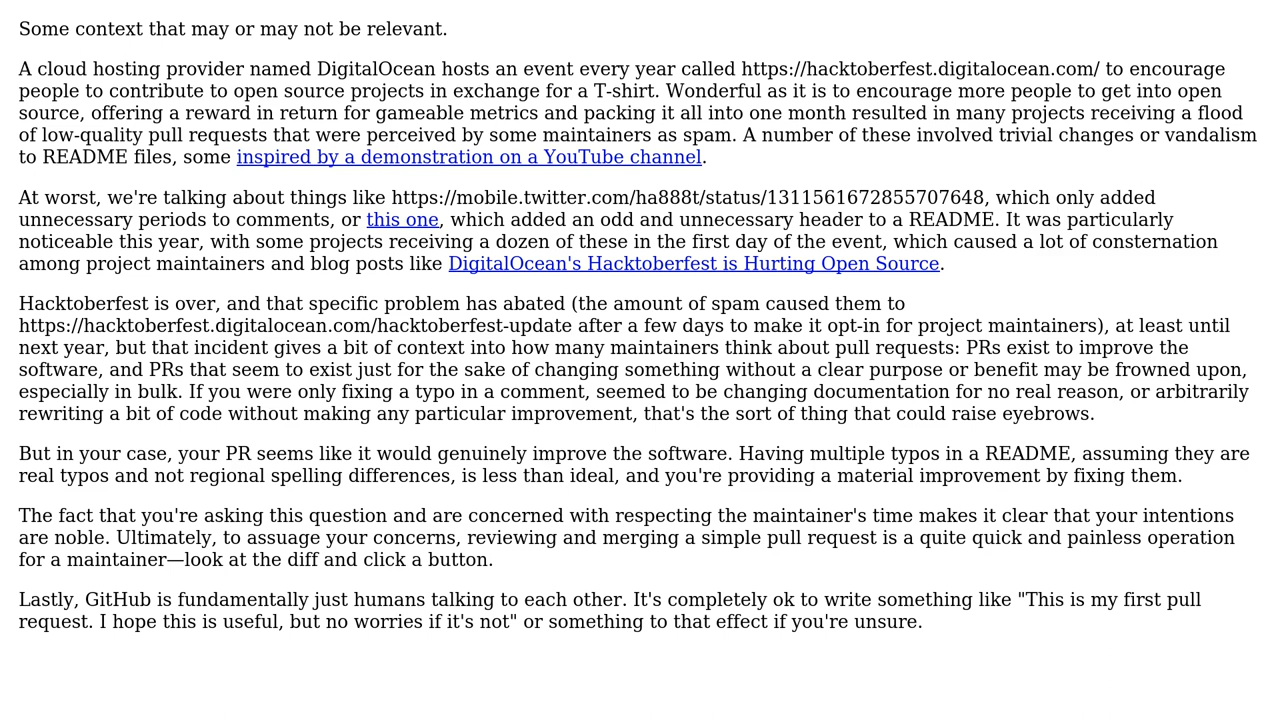 Some context that may or may not be relevant.
A cloud hosting provider named DigitalOcean hosts an event every year called https://hacktoberfest.digitalocean.com/ to encourage
people to contribute to open source projects in exchange for a T-shirt. Wonderful as it is to encourage more people to get into open
source, offering a reward in return for gameable metrics and packing it all into one month resulted in many projects receiving a flood
of low-quality pull requests that were perceived by some maintainers as spam. A number of these involved trivial changes or vandalism
to README files, some inspired by a demonstration on a YouTube channel.
At worst, we're talking about things like https://mobile.twitter.com/ha888t/status/1311561672855707648, which only added
unnecessary periods to comments, or this one, which added an odd and unnecessary header to a README. It was particularly
noticeable this year, with some projects receiving a dozen of these in the first day of the event, which caused a lot of consternation
among project maintainers and blog posts like DigitalOcean's Hacktoberfest is Hurting Open Source.
Hacktoberfest is over, and that specific problem has abated (the amount of spam caused them to
https://hacktoberfest.digitalocean.com/hacktoberfest-update after a few days to make it opt-in for project maintainers), at least until
next year, but that incident gives a bit of context into how many maintainers think about pull requests: PRs exist to improve the
software, and PRs that seem to exist just for the sake of changing something without a clear purpose or benefit may be frowned upon,
especially in bulk. If you were only fixing a typo in a comment, seemed to be changing documentation for no real reason, or arbitrarily
rewriting a bit of code without making any particular improvement, that's the sort of thing that could raise eyebrows.
But in your case, your PR seems like it would genuinely improve the software. Having multiple typos in a README, assuming they are
real typos and not regional spelling differences, is less than ideal, and you're providing a material improvement by fixing them.
The fact that you're asking this question and are concerned with respecting the maintainer's time makes it clear that your intentions
are noble. Ultimately, to assuage your concerns, reviewing and merging a simple pull request is a quite quick and painless operation
for a maintainer—look at the diff and click a button.
Lastly, GitHub is fundamentally just humans talking to each other. It's completely ok to write something like "This is my first pull
request. I hope this is useful, but no worries if it's not" or something to that effect if you're unsure.